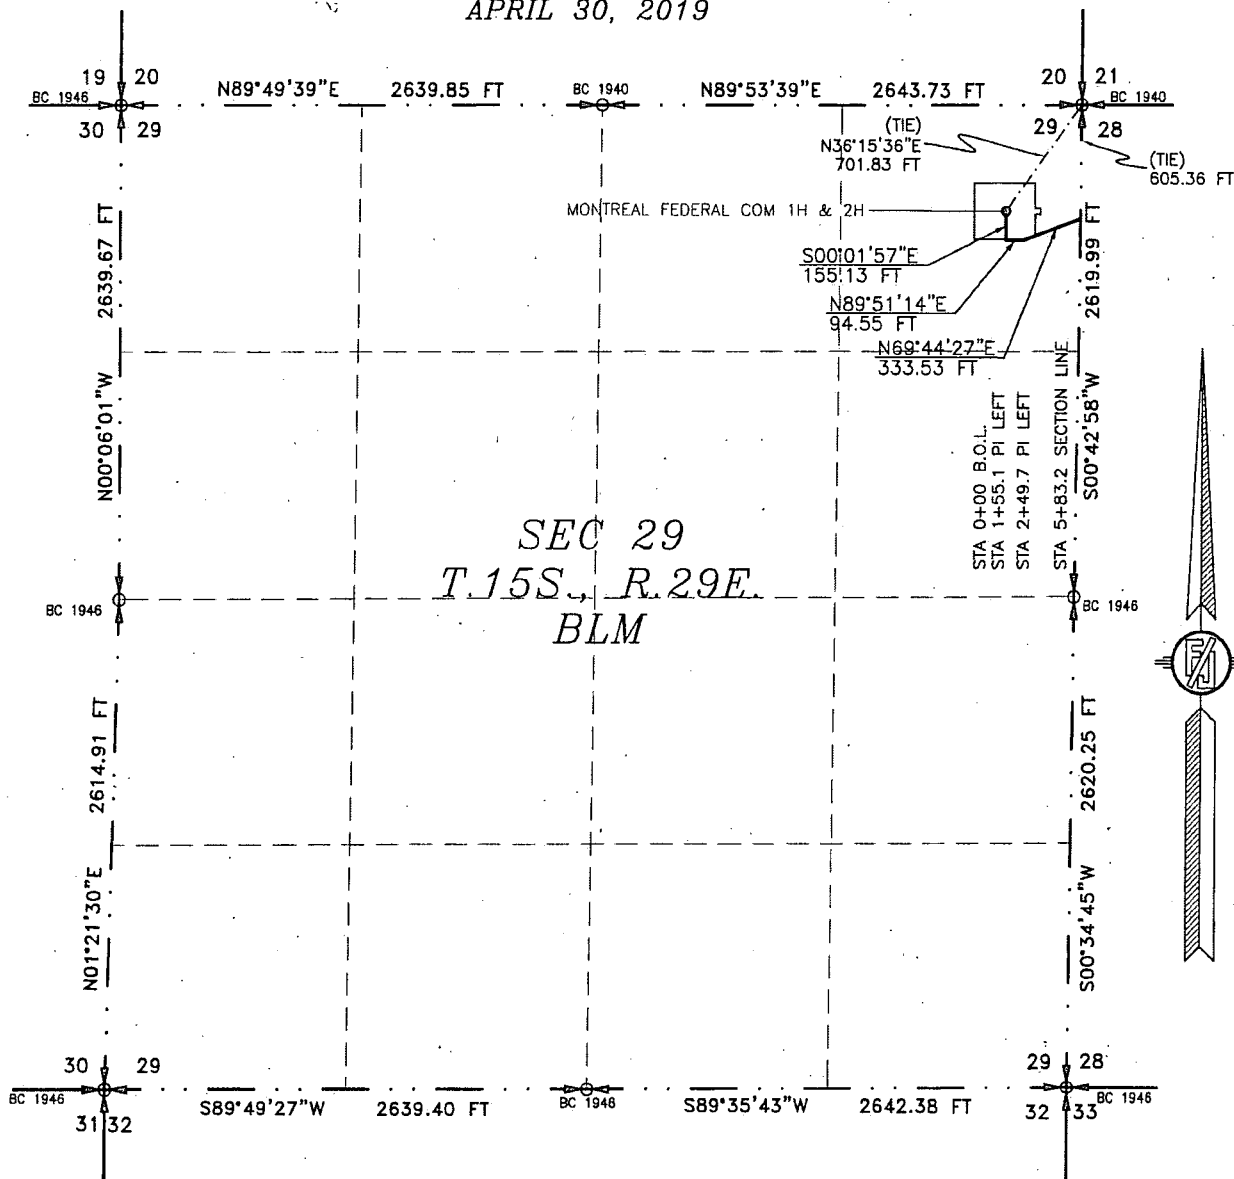 APRIL 30, 2019
19 20
20 21
BC 1946
N89°49'39"E 2639.85 FT
BC 1940
N89°53'39"E 2643.73 FT
BC 1940
30 29
29 28
(TIE)
N36°15'36"E
701.83 FT
(TIE)
605.36 FT
MONTREAL FEDERAL COM 1H & 2H
S00°01'57"E
155.13 FT
N89°51'14"E
94.55 FT
N69°44'27"E
333.53 FT
N00°06'01"W 2639.67 FT
S00°42'58"W 2619.99 FT
STA 0+00 B.O.L.
STA 1+55.1 PI LEFT
STA 2+49.7 PI LEFT
STA 5+83.2 SECTION LINE
SEC 29
T.15S., R.29E.
BLM
BC 1946
BC 1946
N01°21'30"E 2614.91 FT
S00°34'45"W 2620.25 FT
30 29
29 28
BC 1946
S89°49'27"W 2639.40 FT
BC 1946
S89°35'43"W 2642.38 FT
BC 1946
31 32
32 33